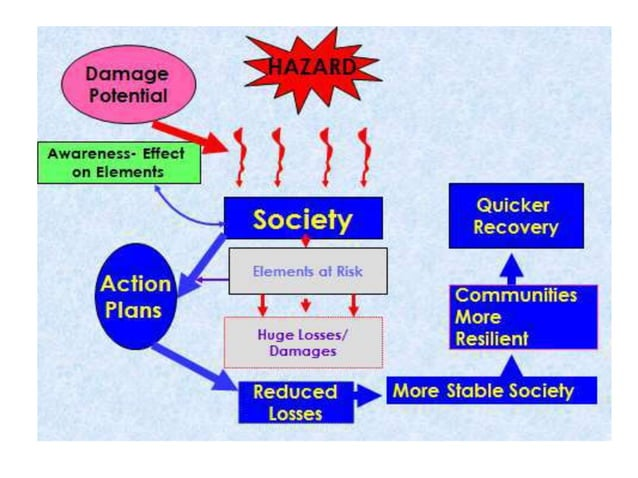 HAZARD
Damage
Potential
Awareness- Effect
on Elements
Society
Quicker
Recovery
Elements at Risk
Action
Plans
Communities
More
Resilient
Huge Losses/
Damages
Reduced
Losses
More Stable Society